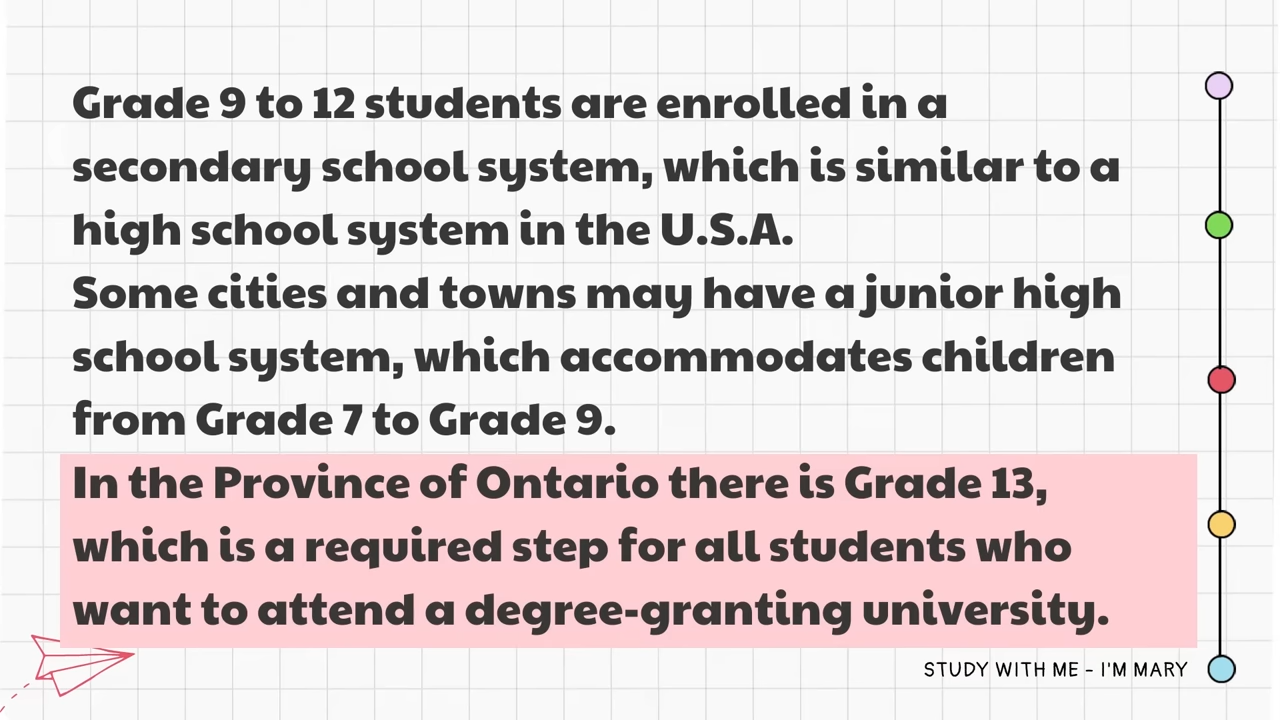 Grade 9 to 12 students are enrolled in a
secondary school system, which is similar to a
high school system in the U.S.A.
Some cities and towns may have a junior high
school system, which accommodates children
from Grade 7 to Grade 9.
In the Province of Ontario there is Grade 13,
which is a required step for all students who
want to attend a degree-granting university.
STUDY WITH ME - I'M MARY